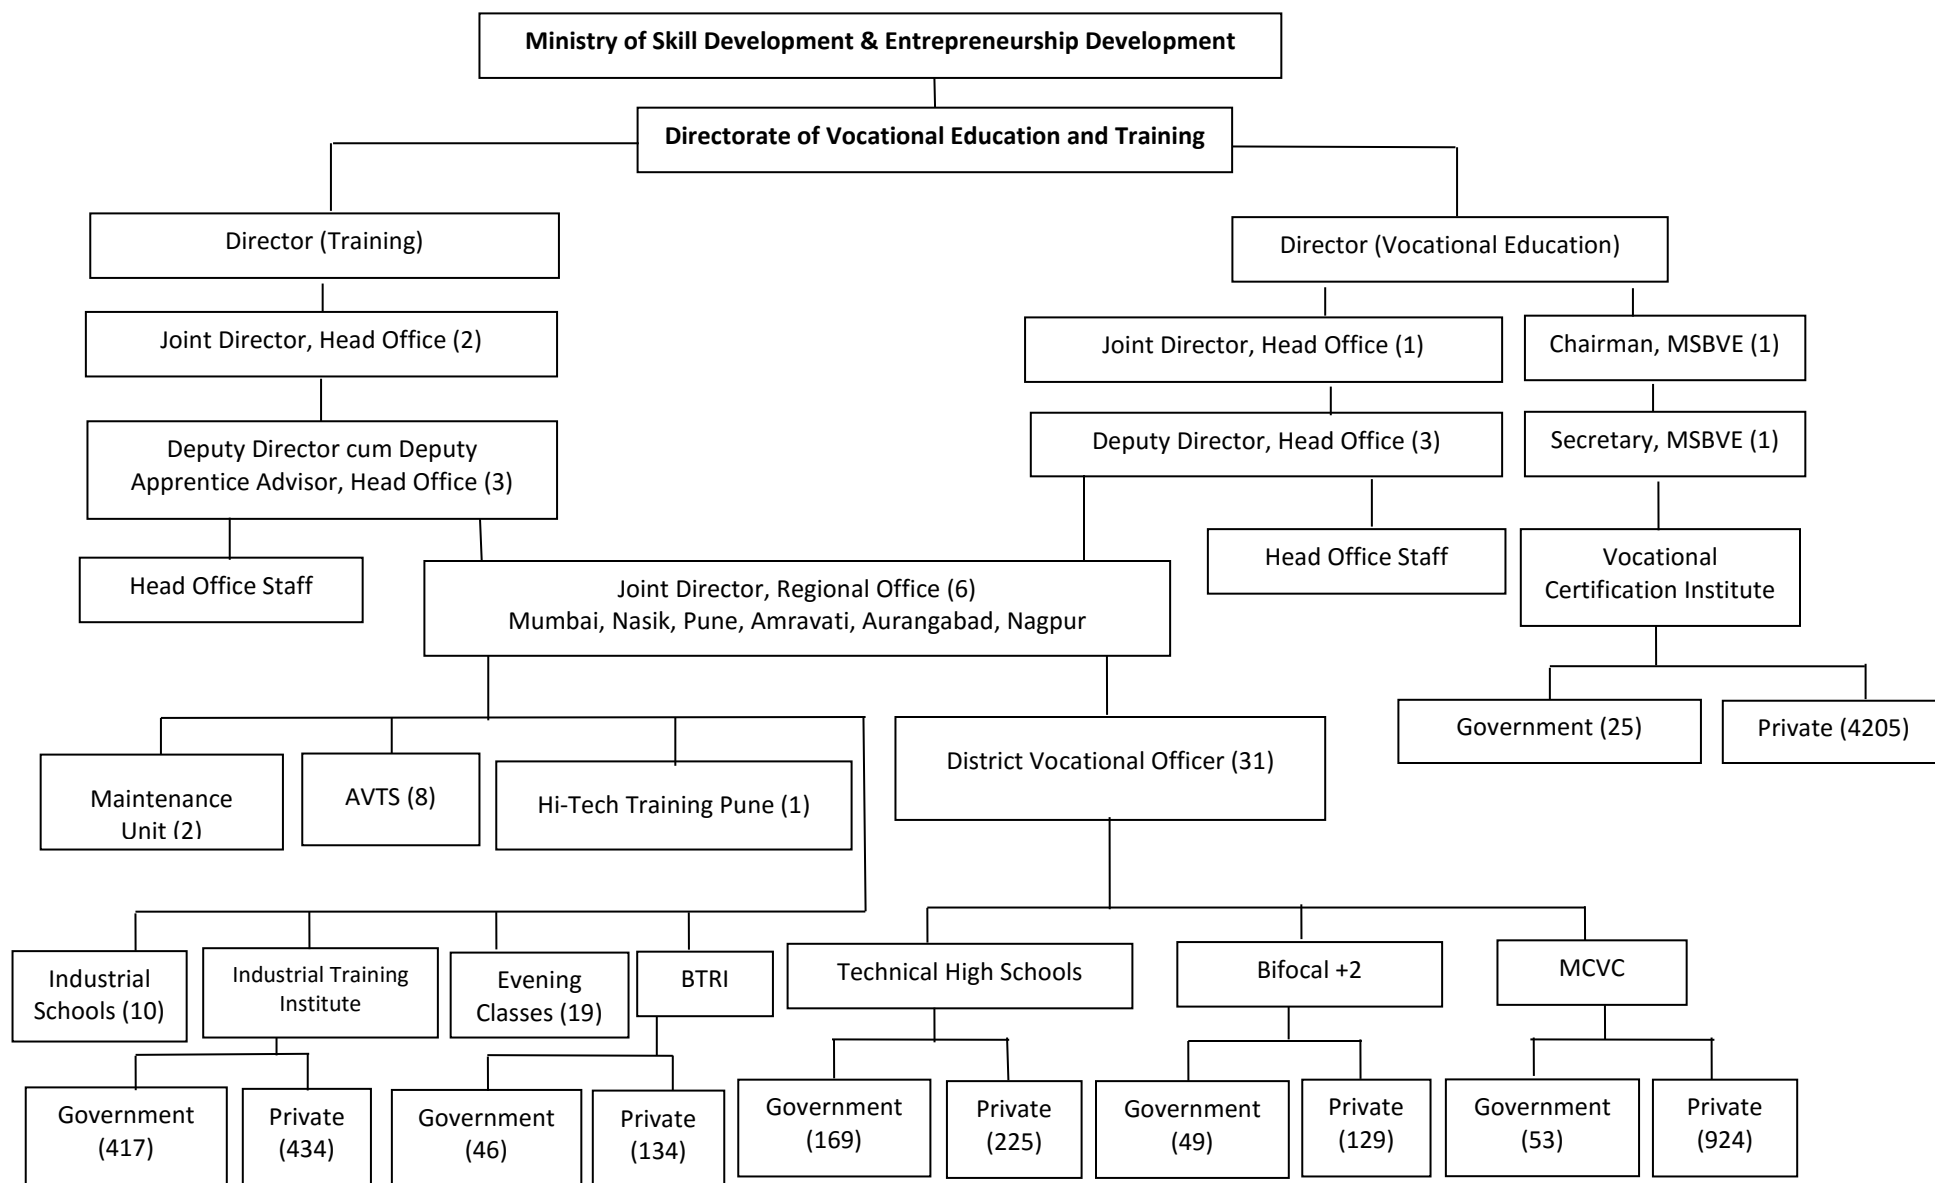 Ministry of Skill Development & Entrepreneurship Development
Directorate of Vocational Education and Training
Director (Training)
Director (Vocational Education)
Joint Director, Head Office (2)
Joint Director, Head Office (1)
Chairman, MSBVE (1)
Deputy Director cum Deputy
Apprentice Advisor, Head Office (3)
Deputy Director, Head Office (3)
Secretary, MSBVE (1)
Head Office Staff
Joint Director, Regional Office (6)
Mumbai, Nasik, Pune, Amravati, Aurangabad, Nagpur
Head Office Staff
Vocational
Certification Institute
Government (25)
Private (4205)
Maintenance
Unit (2)
AVTS (8)
Hi-Tech Training Pune (1)
District Vocational Officer (31)
Industrial
Schools (10)
Industrial Training
Institute
Evening
Classes (19)
BTRI
Technical High Schools
Bifocal +2
MCVC
Government
(417)
Private
(434)
Government
(46)
Private
(134)
Government
(169)
Private
(225)
Government
(49)
Private
(129)
Government
(53)
Private
(924)